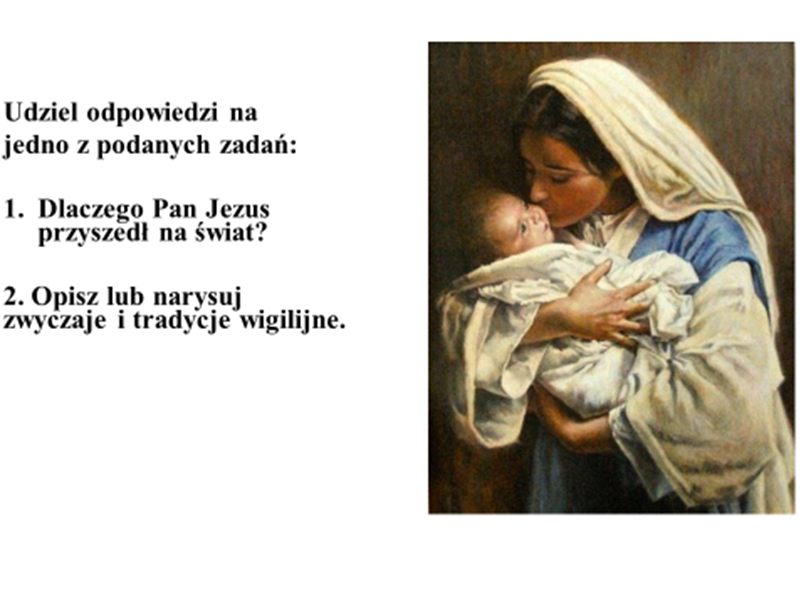 Udziel odpowiedzi na
jedno z podanych zadań:
1. Dlaczego Pan Jezus
przyszedł na świat?
2. Opisz lub narysuj
zwyczaje i tradycje wigilijne.